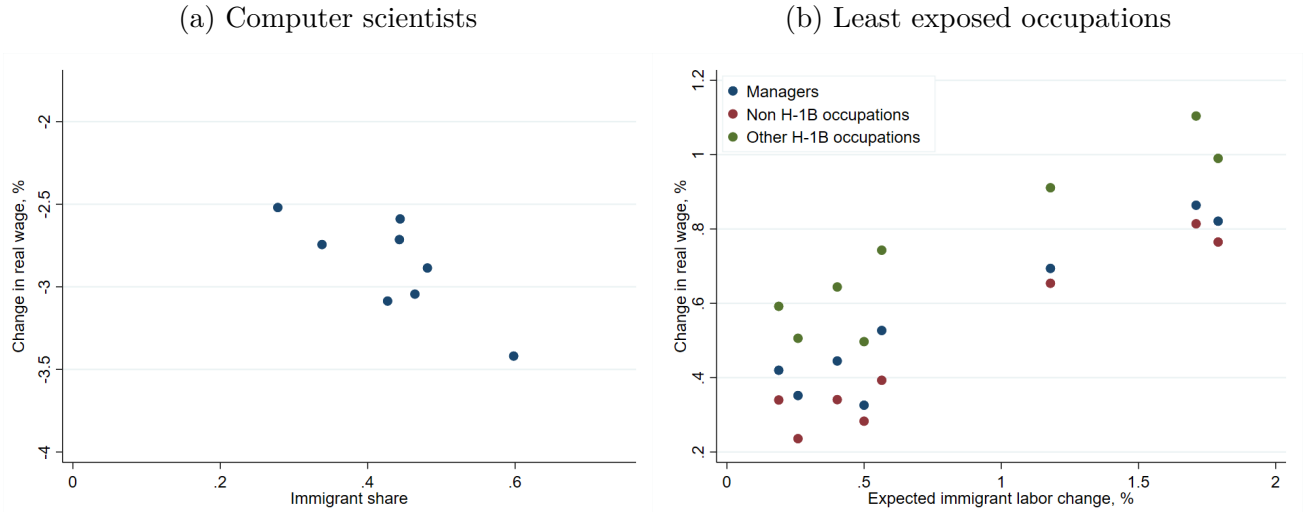 (a) Computer scientists
Change in real wage, %
-2
-2.5
-3
-3.5
-4
0 .2 .4 .6
Immigrant share
(b) Least exposed occupations
Managers
Non H-1B occupations
Other H-1B occupations
Change in real wage, %
1.2
1
.8
.6
.4
.2
0 .5 1 1.5 2
Expected immigrant labor change, %